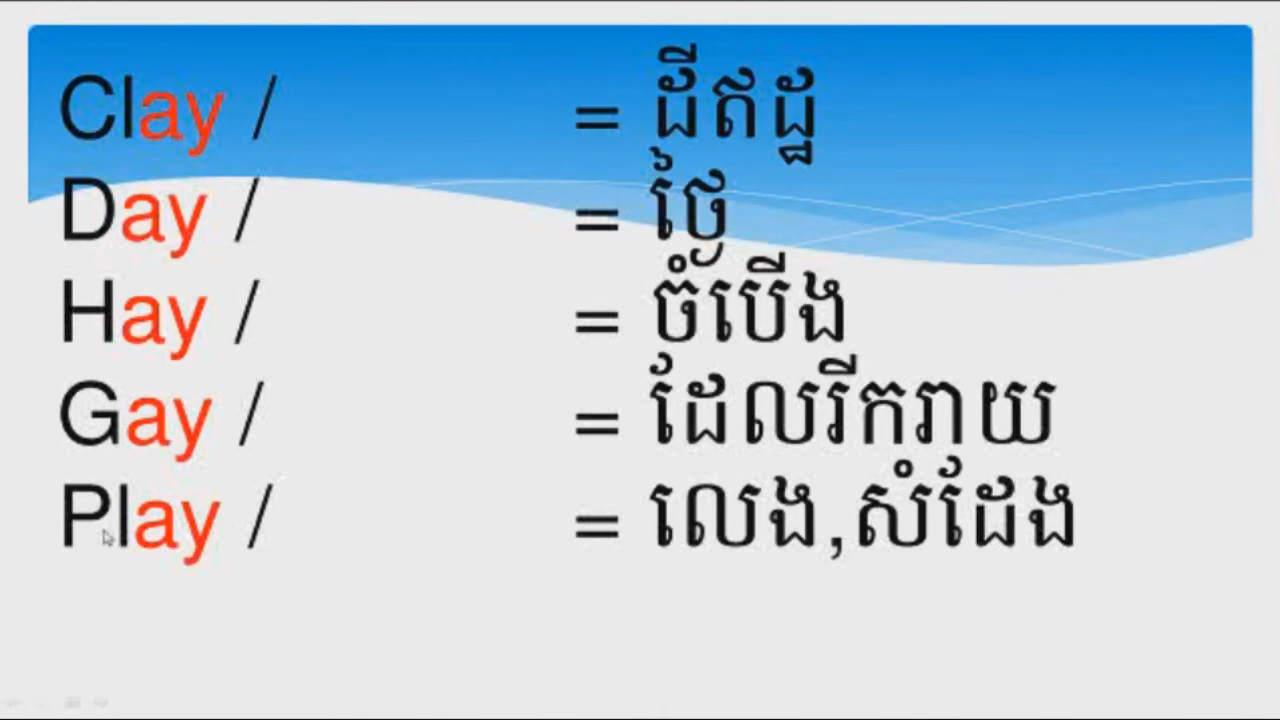 Clay / = ដីឥដ្ឋ
Day / = ថ្ងៃ
Hay / = ចំបើង
Gay / = ដែលរីករាយ
Play / = លេង,សំដែង